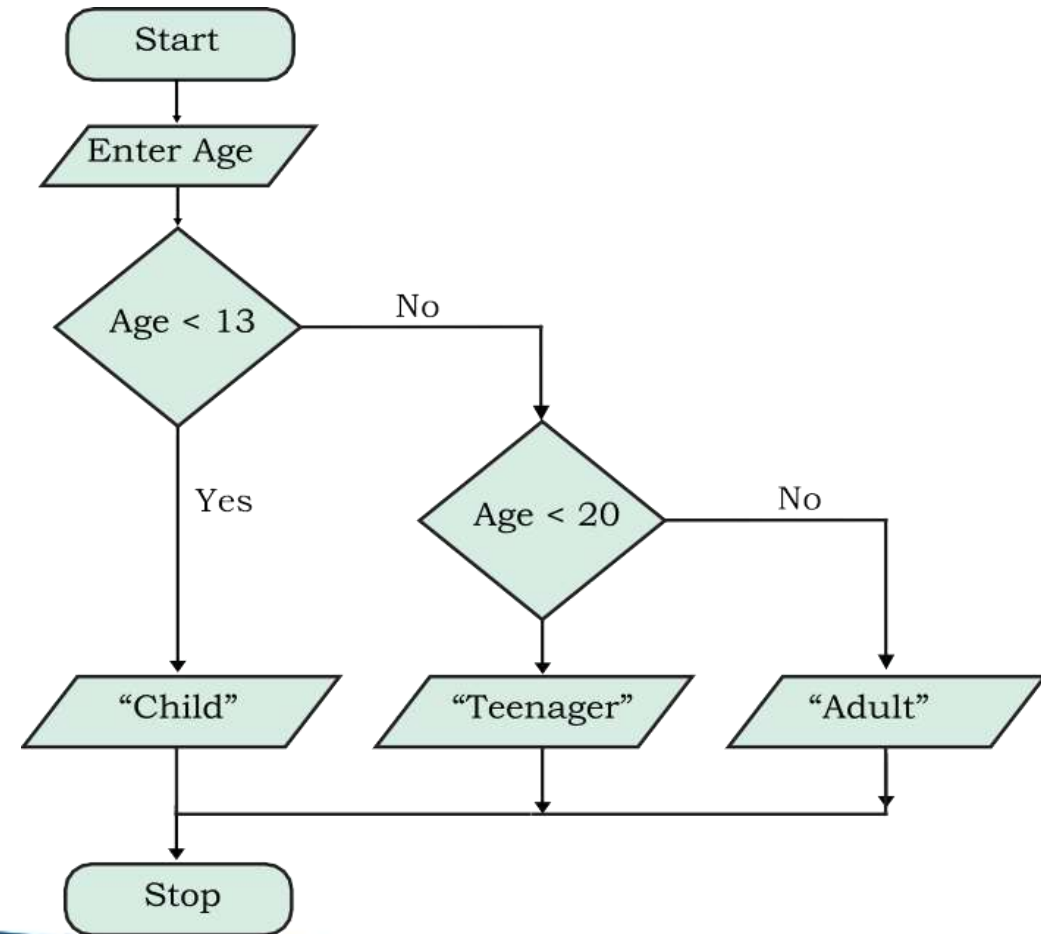 Start
Enter Age
Age < 13
No
Yes
Age < 20
No
“Child”
“Teenager”
“Adult”
Stop